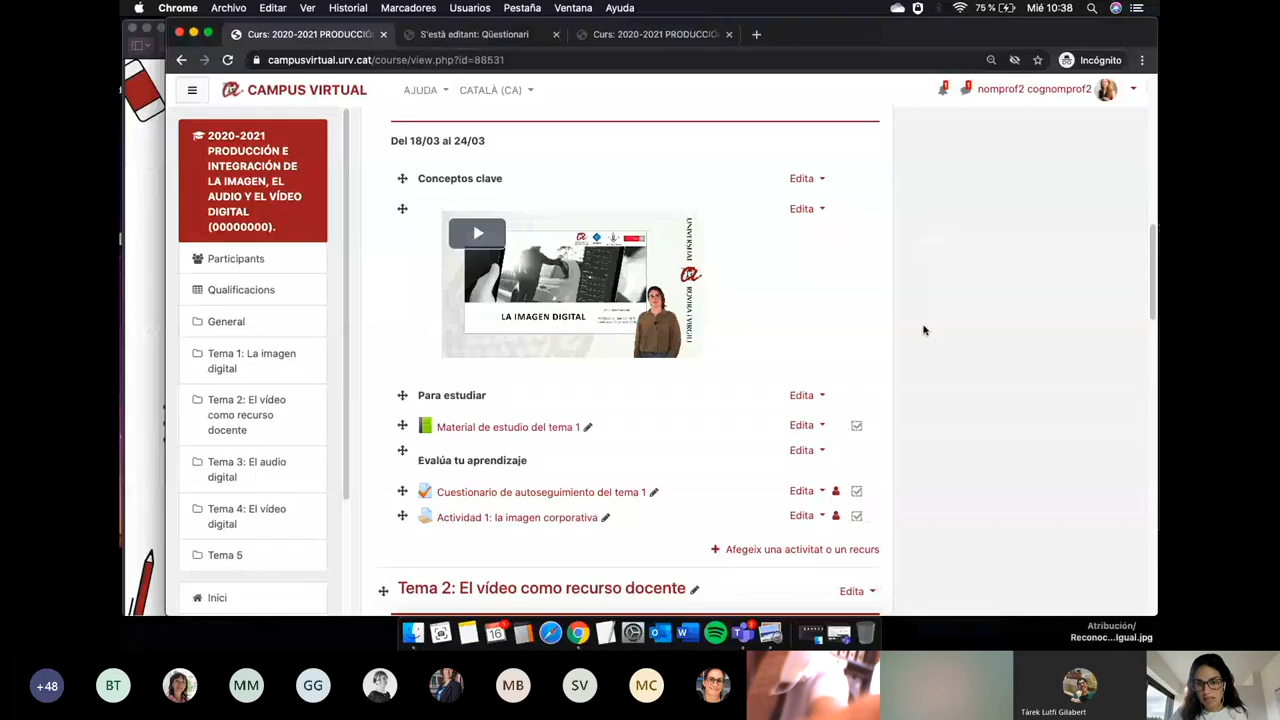 Chrome Archivo Editar Ver Historial Marcadores Usuarios Pestaña Ventana Ayuda 75 % Mié 10:38
Curs: 2020-2021 PRODUCCIÓ S'està editant: Qüestionari Curs: 2020-2021 PRODUCCIÓ
campusvirtual.urv.cat/course/view.php?id=86531 Incógnito
CAMPUS VIRTUAL AJUDA CATALÀ (CA) nomprof2 cognomprof2
2020-2021
PRODUCCIÓN E
INTEGRACIÓN DE
LA IMAGEN, EL
AUDIO Y EL VÍDEO
DIGITAL
(00000000).
Participants
Qualificacions
General
Tema 1: La imagen
digital
Tema 2: El vídeo
como recurso
docente
Tema 3: El audio
digital
Tema 4: El vídeo
digital
Tema 5
Inici
Del 18/03 al 24/03
Conceptos clave Edita
Edita
LA IMAGEN DIGITAL
UNIVERSITAT
ROVIRA I VIRGILI
Para estudiar Edita
Material de estudio del tema 1 Edita
Edita
Evalúa tu aprendizaje
Cuestionario de autoseguimiento del tema 1 Edita
Actividad 1: la imagen corporativa Edita
Afegeix una activitat o un recurs
Tema 2: El vídeo como recurso docente Edita
16
2
Atribución/
Reconoc...Igual.jpg
+48 BT MM GG MB SV MC
Tàrek Lutfi Gilabert